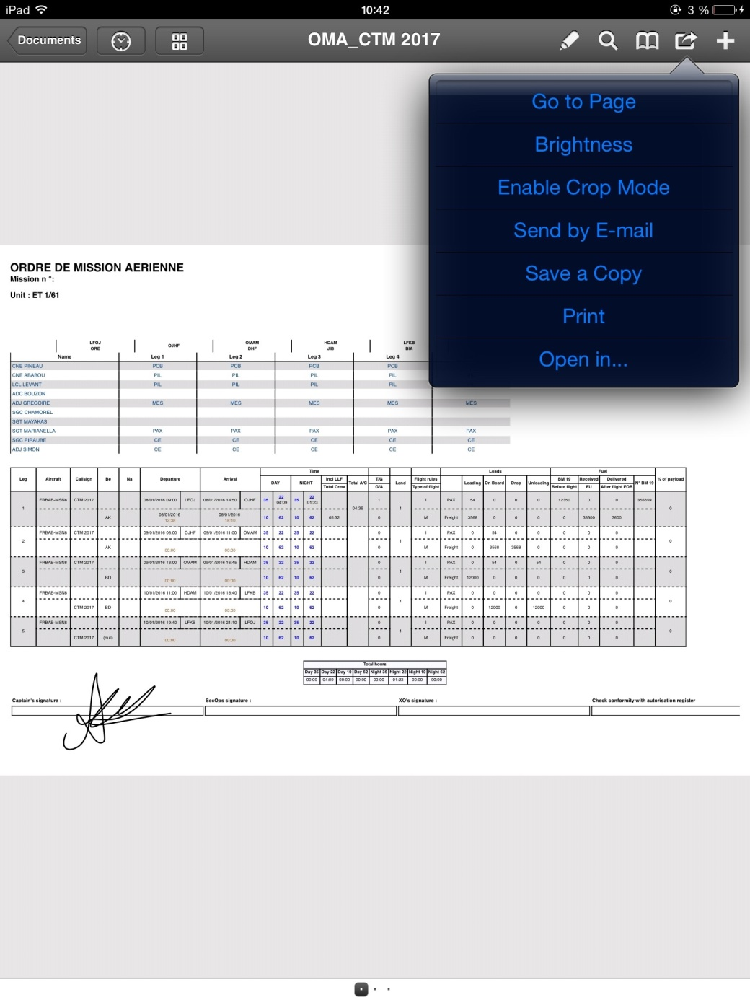 iPad 10:42 3 %
Documents OMA_CTM 2017
Go to Page
Brightness
Enable Crop Mode
Send by E-mail
Save a Copy
Print
Open in...
ORDRE DE MISSION AERIENNE
Mission n °:
Unit : ET 1/61
LFOJ OJHF OMAM HDAM LFKB
ORE DHF JIB BIA
Name Leg 1 Leg 2 Leg 3 Leg 4
CNE PINEAU PCB PCB PCB PCB
CNE ABABOU PIL PIL PIL PIL
LCL LEVANT PIL PIL PIL PIL
ADC BOUZON
ADJ GREGOIRE MES MES MES MES MES
SGC CHAMOREL
SGT MAYAKAS
SGT MARIANELLA PAX PAX PAX PAX PAX
SGC PIRAUBE CE CE CE CE CE
ADJ SIMON CE CE CE CE CE
Time Loads Fuel
Leg Aircraft Callsign Be Na Departure Arrival DAY NIGHT Incl LLF Total Crew Total A/C T/G G/A Land Flight rules Type of flight Loading On Board Drop Unloading BM 19 Before flight Received FU Delivered After flight FOB N° BM 19 % of payload
1 FRBAB-MSN8 CTM 2017 08/01/2016 09:00 LFOJ 08/01/2016 14:50 OJHF 35 22 04:09 35 22 01:23 04:36 1 1 I PAX 54 0 0 0 12350 0 0 355659 0
AK 08/01/2016 12:38 08/01/2016 18:10 10 62 10 62 05:32 0 M Freight 3568 0 0 0 0 33300 3600
2 FRBAB-MSN8 CTM 2017 09/01/2016 08:00 OJHF 09/01/2016 11:00 OMAM 35 22 35 22 0 1 I PAX 0 54 0 0 0 0 0 0
AK 00:00 00:00 10 62 10 62 0 M Freight 0 3568 3568 0 0 0 0
3 FRBAB-MSN8 CTM 2017 09/01/2016 13:00 OMAM 09/01/2016 16:45 HDAM 35 22 35 22 0 1 I PAX 0 54 0 54 0 0 0 0
BD 00:00 00:00 10 62 10 62 0 M Freight 12000 0 0 0 0 0 0
4 FRBAB-MSN8 10/01/2016 11:00 HDAM 10/01/2016 18:40 LFKB 35 22 35 22 0 1 I PAX 0 0 0 0 0 0 0 0
CTM 2017 BD 00:00 00:00 10 62 10 62 0 M Freight 0 12000 0 12000 0 0 0
5 FRBAB-MSN8 10/01/2016 19:40 LFKB 10/01/2016 21:10 LFOJ 35 22 35 22 0 1 I PAX 0 0 0 0 0 0 0 0
CTM 2017 (null) 00:00 00:00 10 62 10 62 0 M Freight 0 0 0 0 0 0 0
Total hours
Day 35 Day 22 Day 10 Day 62 Night 35 Night 22 Night 10 Night 62
00:00 04:09 00:00 00:00 00:00 01:23 00:00 00:00
Captain's signature : SecOps signature : XO's signature : Check conformity with autorisation register